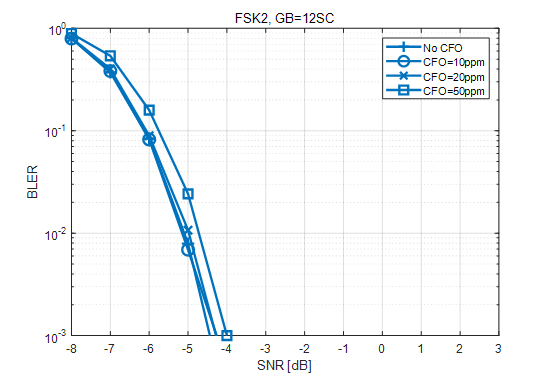 FSK2, GB=12SC
No CFO
CFO=10ppm
CFO=20ppm
CFO=50ppm
10^0
10^-1
10^-2
10^-3
BLER
-8 -7 -6 -5 -4 -3 -2 -1 0 1 2 3
SNR [dB]